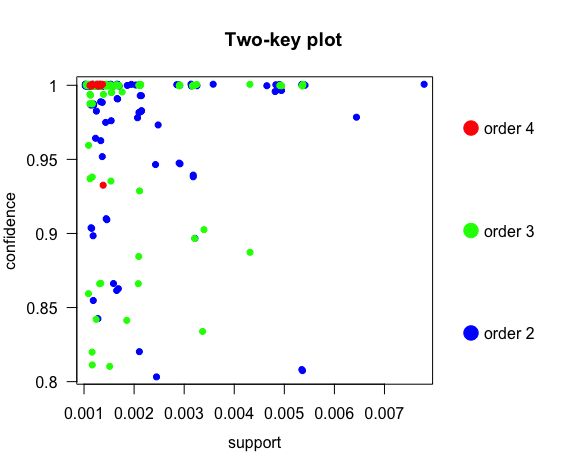 Two-key plot
1
0.95
0.9
0.85
0.8
confidence
0.001 0.002 0.003 0.004 0.005 0.006 0.007
support
order 4
order 3
order 2